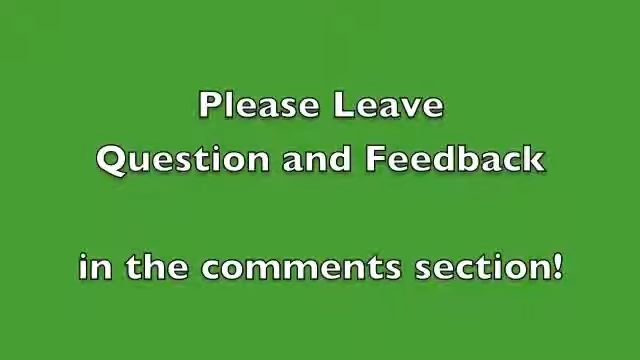 Please Leave
Question and Feedback
in the comments section!